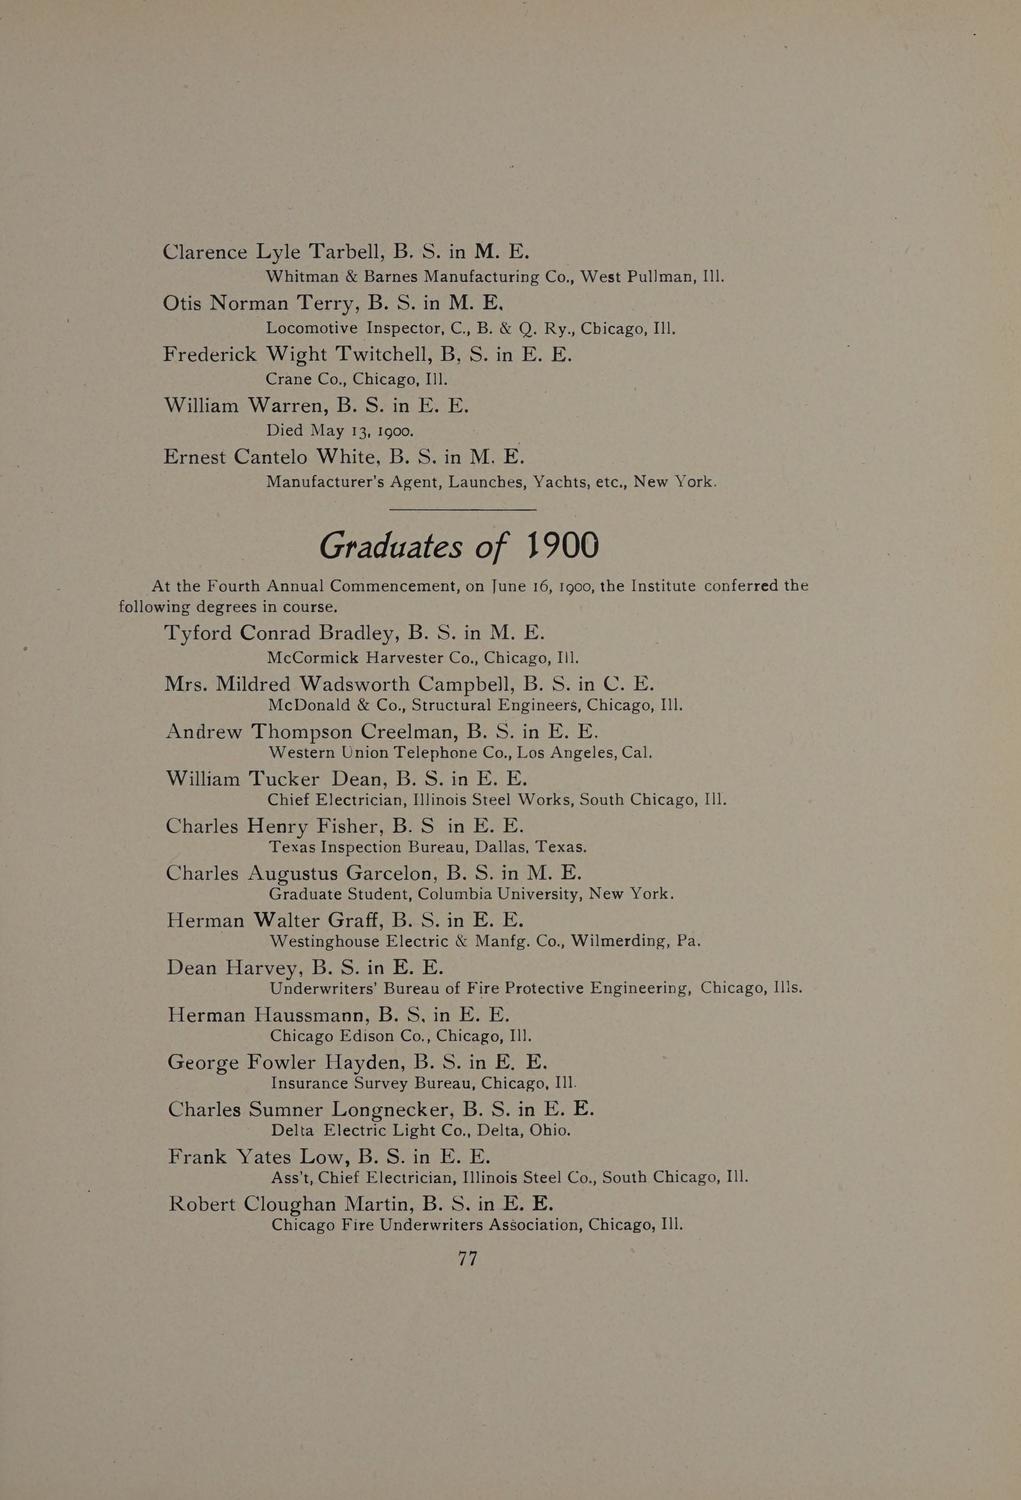 Clarence Lyle Tarbell, B. S. in M. E.
Whitman & Barnes Manufacturing Co., West Pullman, Ill.
Otis Norman Terry, B. S. in M. E.
Locomotive Inspector, C., B. & Q. Ry., Chicago, Ill.
Frederick Wight Twitchell, B. S. in E. E.
Crane Co., Chicago, Ill.
William Warren, B. S. in E. E.
Died May 13, 1900.
Ernest Cantelo White, B. S. in M. E.
Manufacturer's Agent, Launches, Yachts, etc., New York.
Graduates of 1900
At the Fourth Annual Commencement, on June 16, 1900, the Institute conferred the
following degrees in course.
Tyford Conrad Bradley, B. S. in M. E.
McCormick Harvester Co., Chicago, Ill.
Mrs. Mildred Wadsworth Campbell, B. S. in C. E.
McDonald & Co., Structural Engineers, Chicago, Ill.
Andrew Thompson Creelman, B. S. in E. E.
Western Union Telephone Co., Los Angeles, Cal.
William Tucker Dean, B. S. in E. E.
Chief Electrician, Illinois Steel Works, South Chicago, Ill.
Charles Henry Fisher, B. S in E. E.
Texas Inspection Bureau, Dallas, Texas.
Charles Augustus Garcelon, B. S. in M. E.
Graduate Student, Columbia University, New York.
Herman Walter Graff, B. S. in E. E.
Westinghouse Electric & Manfg. Co., Wilmerding, Pa.
Dean Harvey, B. S. in E. E.
Underwriters' Bureau of Fire Protective Engineering, Chicago, Ills.
Herman Haussmann, B. S. in E. E.
Chicago Edison Co., Chicago, Ill.
George Fowler Hayden, B. S. in E. E.
Insurance Survey Bureau, Chicago, Ill.
Charles Sumner Longnecker, B. S. in E. E.
Delta Electric Light Co., Delta, Ohio.
Frank Yates Low, B. S. in E. E.
Ass't, Chief Electrician, Illinois Steel Co., South Chicago, Ill.
Robert Cloughan Martin, B. S. in E. E.
Chicago Fire Underwriters Association, Chicago, Ill.
77